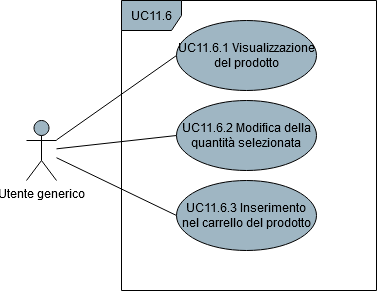 UC11.6
UC11.6.1 Visualizzazione
del prodotto
UC11.6.2 Modifica della
quantità selezionata
UC11.6.3 Inserimento
nel carrello del prodotto
Utente generico